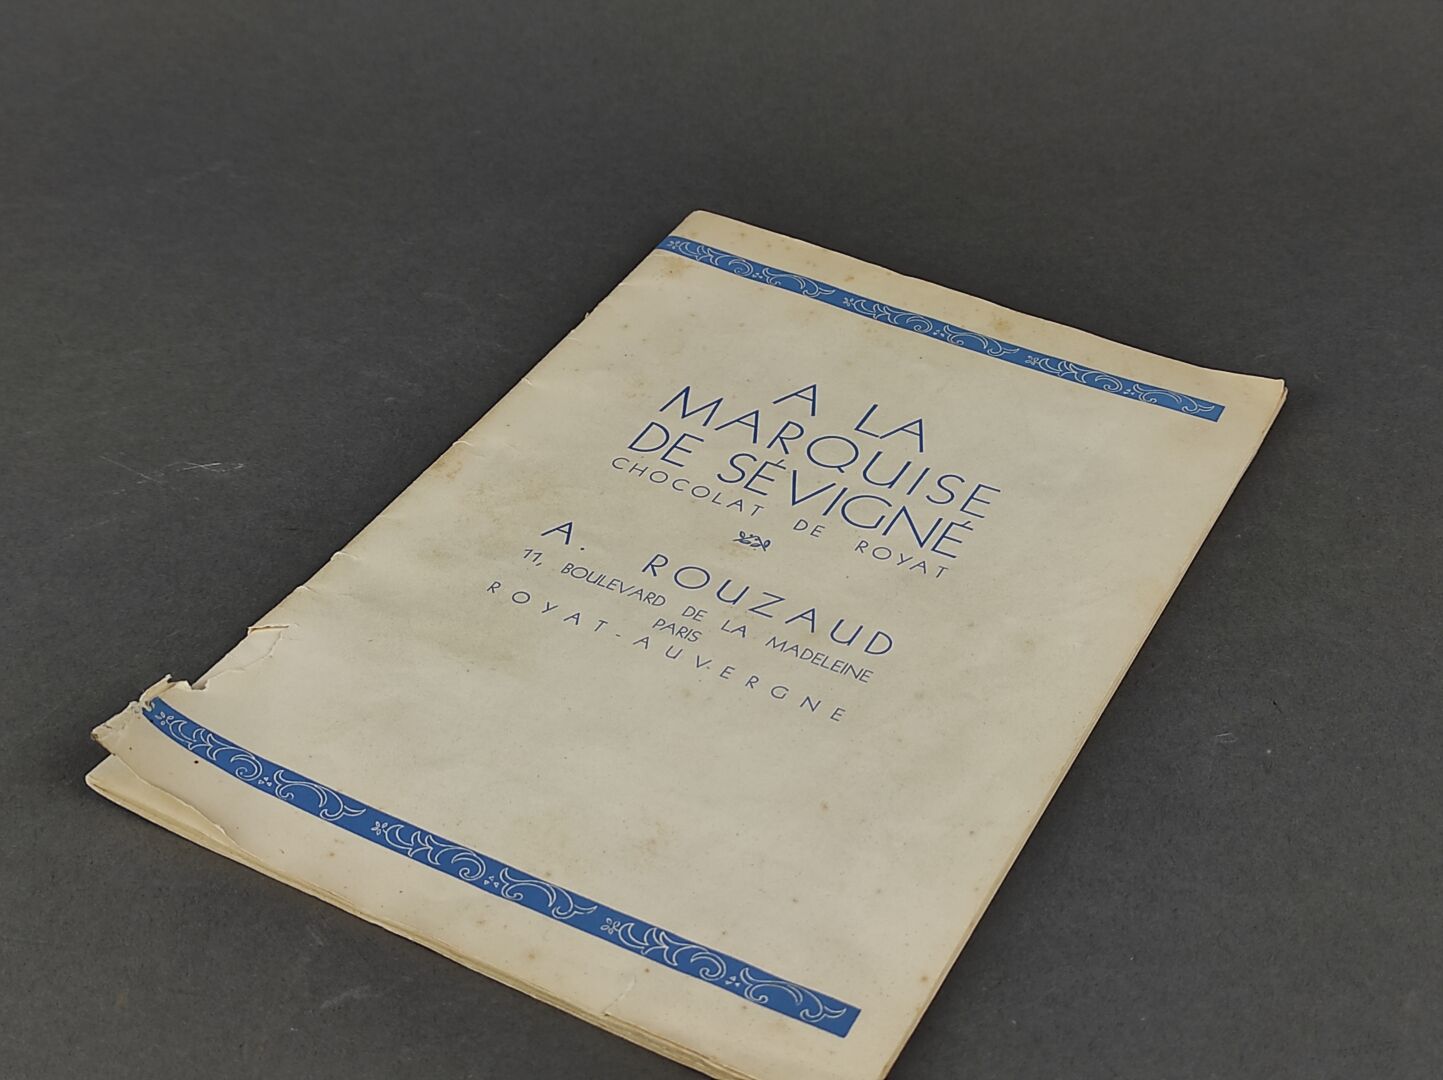 A LA
MARQUISE
DE SÉVIGNÉ
CHOCOLAT DE ROYAT
A. ROUZAUD
11, BOULEVARD DE LA MADELEINE
PARIS
ROYAT-AUVERGNE